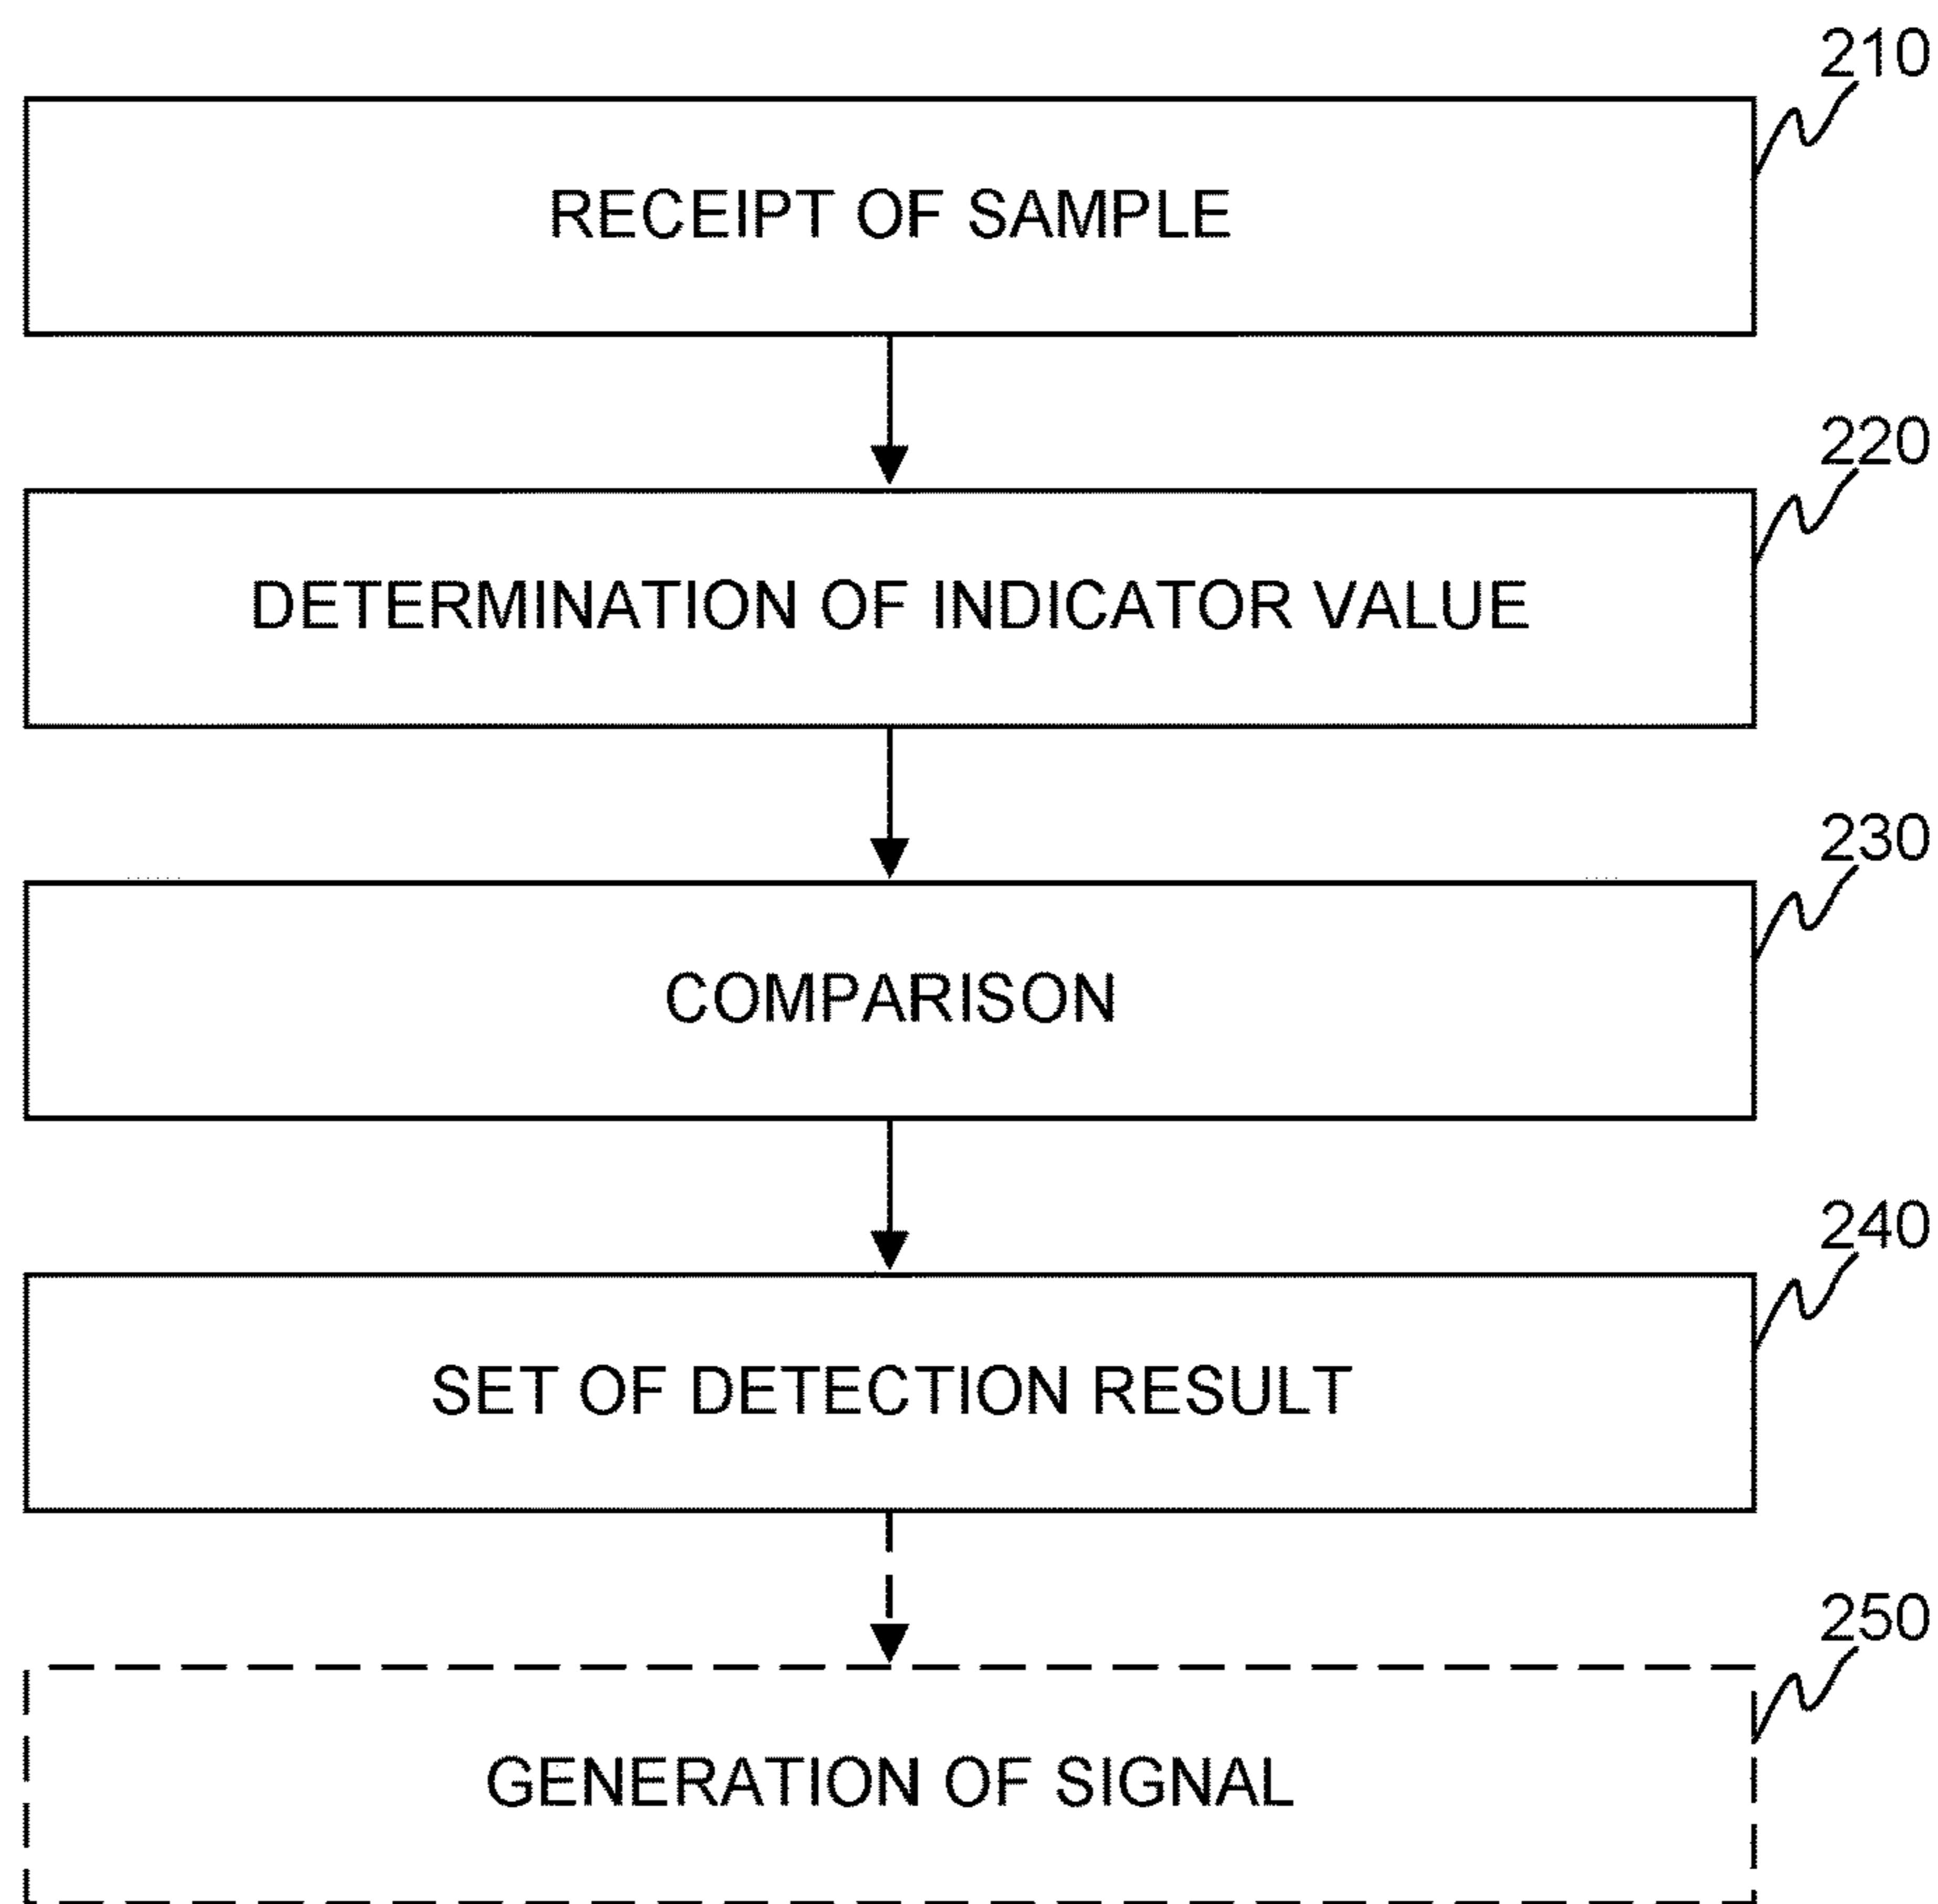 210
RECEIPT OF SAMPLE
220
DETERMINATION OF INDICATOR VALUE
230
COMPARISON
240
SET OF DETECTION RESULT
250
GENERATION OF SIGNAL